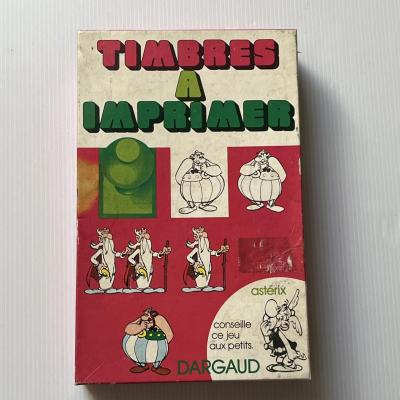 TIMBRES
A
IMPRIMER
astérix
conseille
ce jeu
aux petits.
DARGAUD